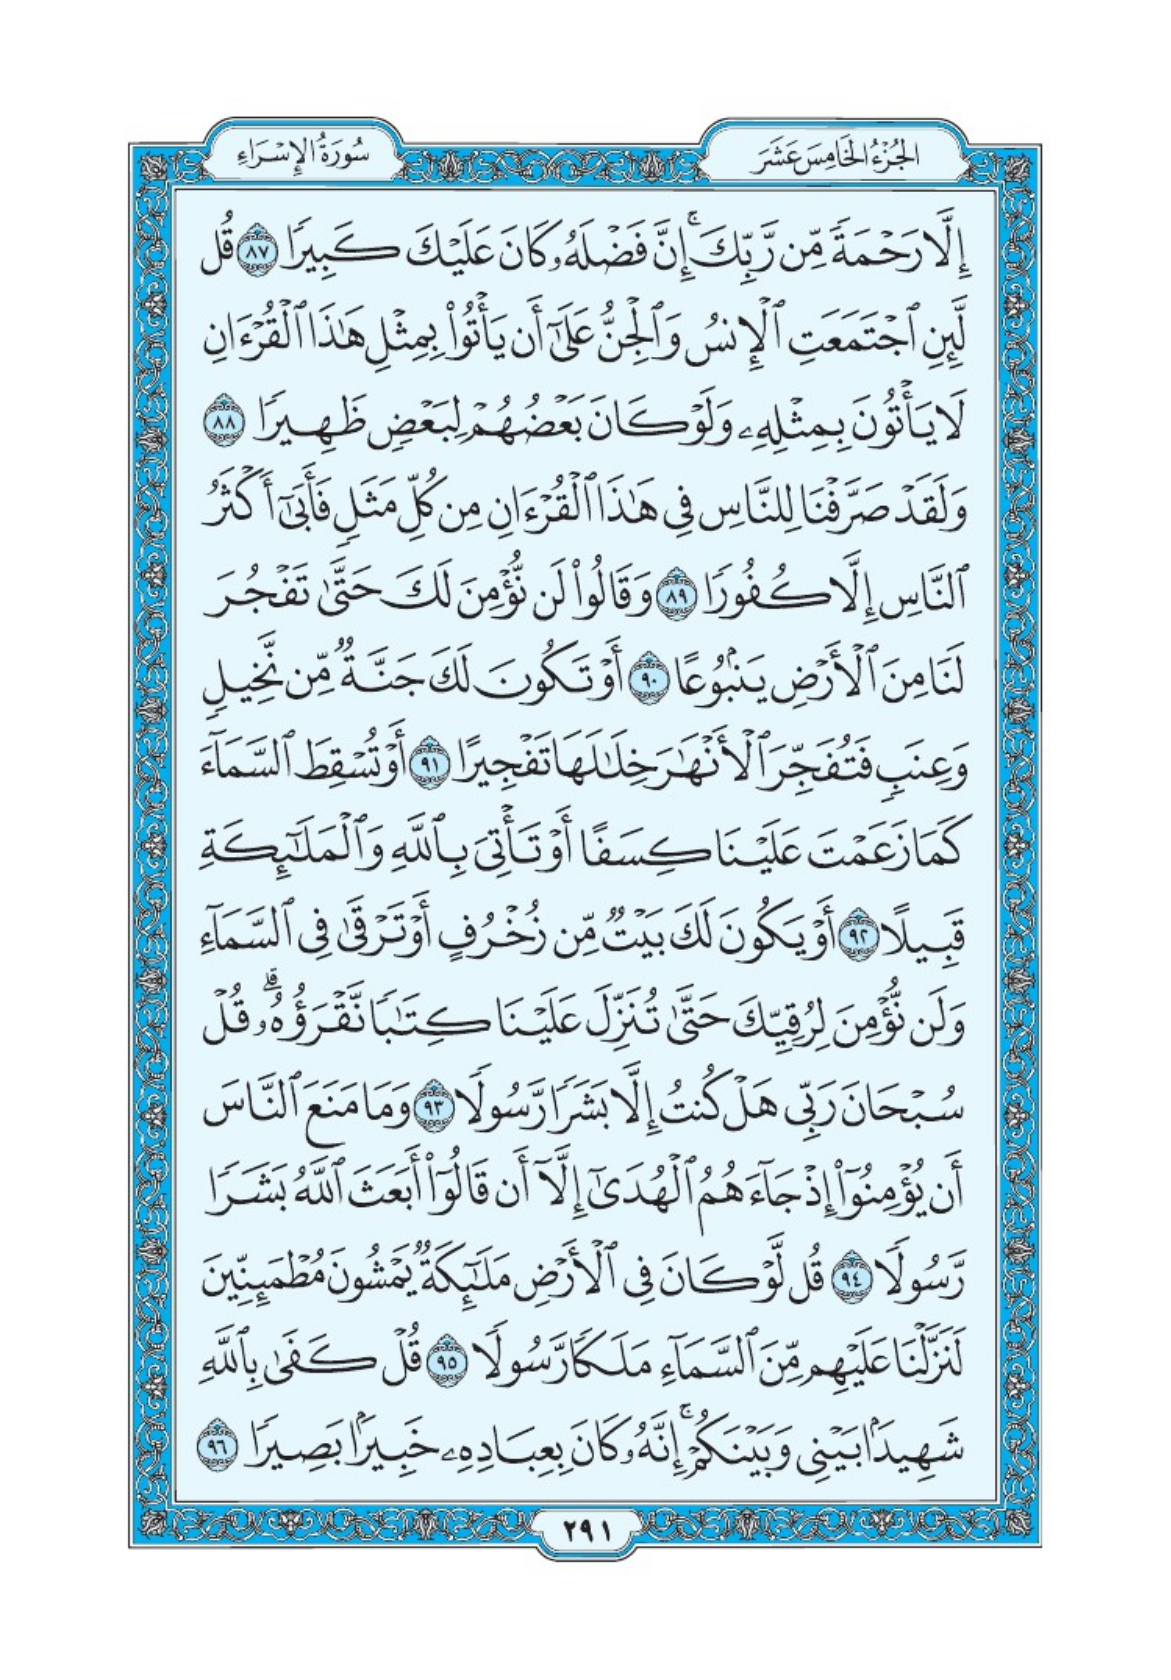 الجُزْءُ الخَامِسَ عَشَرَ
سُورَةُ الإِسْرَاءِ
إِلَّا رَحْمَةً مِّن رَّبِّكَۚ إِنَّ فَضْلَهُۥ كَانَ عَلَيْكَ كَبِيرًا ٨٧ قُل
لَّئِنِ ٱجْتَمَعَتِ ٱلْإِنسُ وَٱلْجِنُّ عَلَىٰٓ أَن يَأْتُوا۟ بِمِثْلِ هَٰذَا ٱلْقُرْءَانِ
لَا يَأْتُونَ بِمِثْلِهِۦ وَلَوْ كَانَ بَعْضُهُمْ لِبَعْضٍ ظَهِيرًا ٨٨
وَلَقَدْ صَرَّفْنَا لِلنَّاسِ فِى هَٰذَا ٱلْقُرْءَانِ مِن كُلِّ مَثَلٍ فَأَبَىٰٓ أَكْثَرُ
ٱلنَّاسِ إِلَّا كُفُورًا ٨٩ وَقَالُوا۟ لَن نُّؤْمِنَ لَكَ حَتَّىٰ تَفْجُرَ
لَنَا مِنَ ٱلْأَرْضِ يَنۢبُوعًا ٩٠ أَوْ تَكُونَ لَكَ جَنَّةٌ مِّن نَّخِيلٍ
وَعِنَبٍ فَتُفَجِّرَ ٱلْأَنْهَٰرَ خِلَٰلَهَا تَفْجِيرًا ٩١ أَوْ تُسْقِطَ ٱلسَّمَآءَ
كَمَا زَعَمْتَ عَلَيْنَا كِسَفًا أَوْ تَأْتِىَ بِٱللَّهِ وَٱلْمَلَٰٓئِكَةِ
قَبِيلًا ٩٢ أَوْ يَكُونَ لَكَ بَيْتٌ مِّن زُخْرُفٍ أَوْ تَرْقَىٰ فِى ٱلسَّمَآءِ
وَلَن نُّؤْمِنَ لِرُقِيِّكَ حَتَّىٰ تُنَزِّلَ عَلَيْنَا كِتَٰبًا نَّقْرَؤُهُۥۗ قُلْ
سُبْحَانَ رَبِّى هَلْ كُنتُ إِلَّا بَشَرًا رَّسُولًا ٩٣ وَمَا مَنَعَ ٱلنَّاسَ
أَن يُؤْمِنُوٓا۟ إِذْ جَآءَهُمُ ٱلْهُدَىٰٓ إِلَّآ أَن قَالُوٓا۟ أَبَعَثَ ٱللَّهُ بَشَرًا
رَّسُولًا ٩٤ قُل لَّوْ كَانَ فِى ٱلْأَرْضِ مَلَٰٓئِكَةٌ يَمْشُونَ مُطْمَئِنِّينَ
لَنَزَّلْنَا عَلَيْهِم مِّنَ ٱلسَّمَآءِ مَلَكًا رَّسُولًا ٩٥ قُلْ كَفَىٰ بِٱللَّهِ
شَهِيدًۢا بَيْنِى وَبَيْنَكُمْۚ إِنَّهُۥ كَانَ بِعِبَادِهِۦ خَبِيرًۢا بَصِيرًا ٩٦
٢٩١